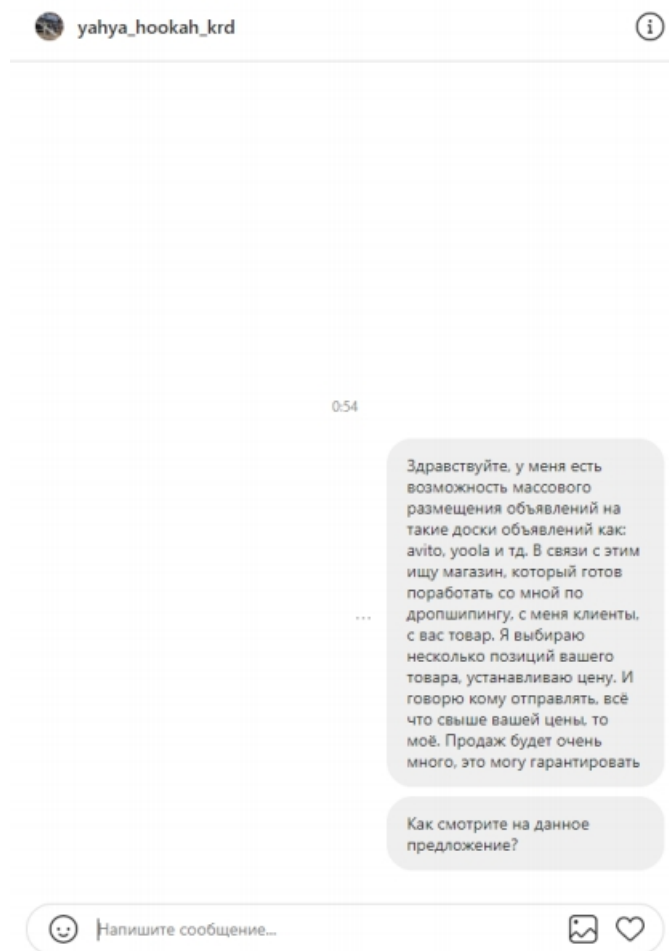 yahya_hookah_krd
0:54
Здравствуйте, у меня есть
возможность массового
размещения объявлений на
такие доски объявлений как:
avito, yoola и тд. В связи с этим
ищу магазин, который готов
поработать со мной по
дропшипингу, с меня клиенты,
с вас товар. Я выбираю
несколько позиций вашего
товара, устанавливаю цену. И
говорю кому отправлять, всё
что свыше вашей цены, то
моё. Продаж будет очень
много, это могу гарантировать
Как смотрите на данное
предложение?
Напишите сообщение...